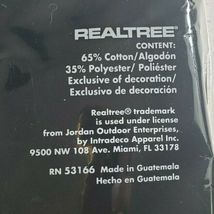 REALTREE®
CONTENT:
65% Cotton/Algodón
35% Polyester/ Poliéster
Exclusive of decoration/
Exclusivo de decoración
Realtree® trademark
is used under license
from Jordan Outdoor Enterprises,
by Intradeco Apparel Inc.
9500 NW 108 Ave. Miami, FL 33178
RN 53166 Made in Guatemala
Hecho en Guatemala